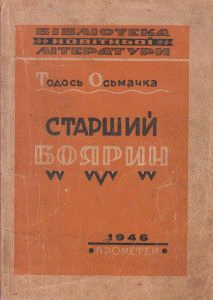 БІБЛІОТЕКА
НОВІТНЬОЇ
ЛІТЕРАТУРИ
Тодось Осьмачка
СТАРШИЙ
БОЯРИН
1946
ПРОМЕТЕЙ